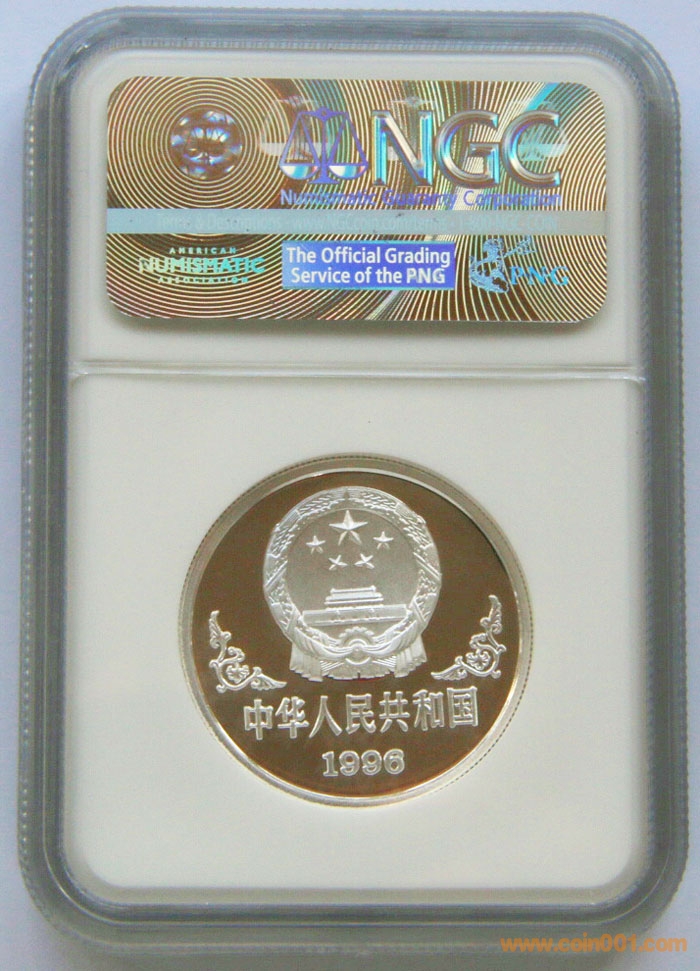 NGC
Numismatic Guaranty Corporation
AMERICAN
NUMISMATIC
ASSOCIATION
The Official Grading
Service of the PNG
PNG
中华人民共和国
1996
www.coin001.com